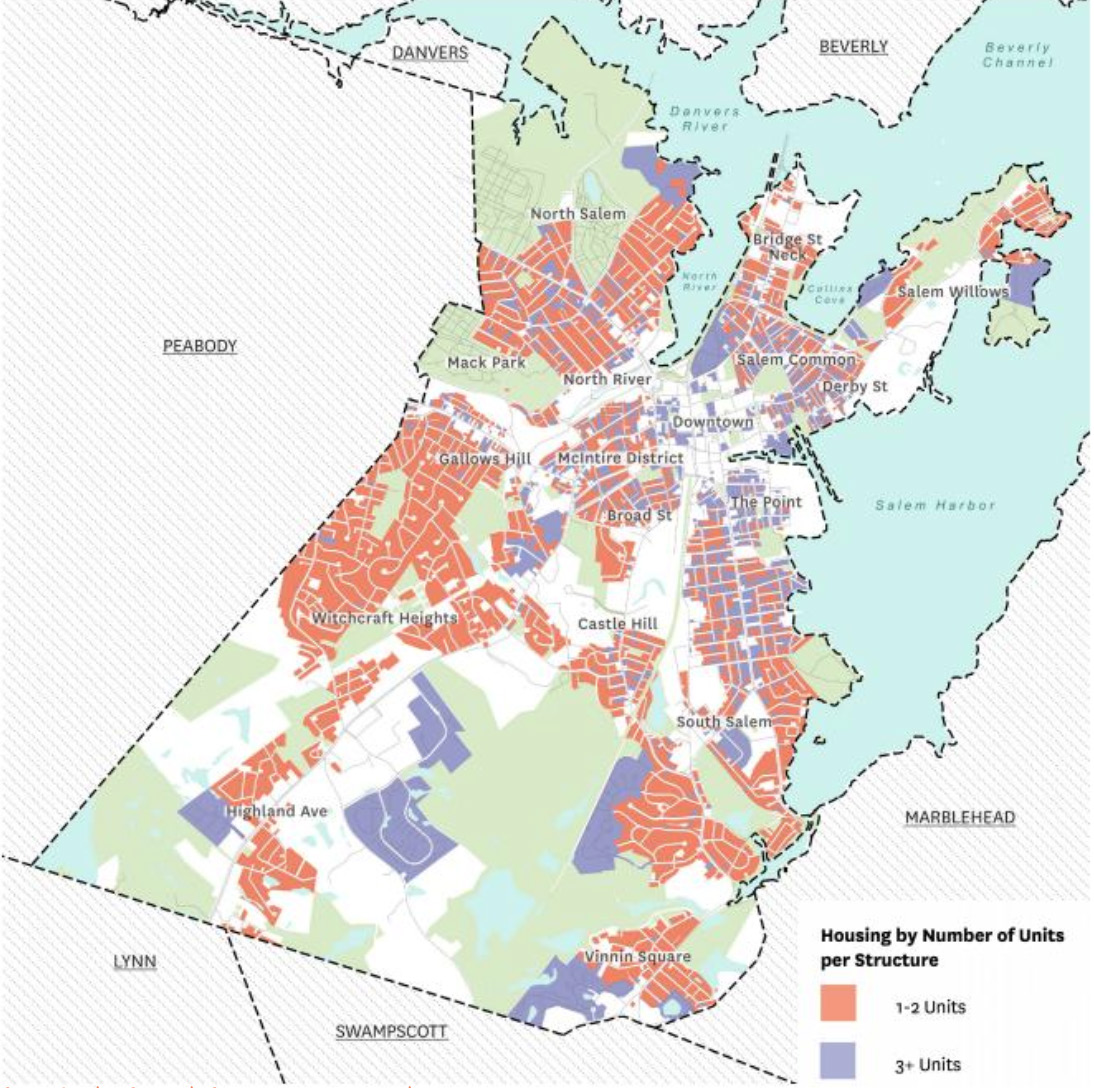 DANVERS
BEVERLY
Beverly
Channel
Danvers
River
North Salem
Bridge St
Neck
North
River
Collins
Cove
Salem Willows
PEABODY
Mack Park
North River
Salem Common
Derby St
Downtown
Gallows Hill
McIntire District
The Point
Broad St
Salem Harbor
Witchcraft Heights
Castle Hill
South Salem
Highland Ave
MARBLEHEAD
Vinnin Square
LYNN
SWAMPSCOTT
Housing by Number of Units
per Structure
1-2 Units
3+ Units